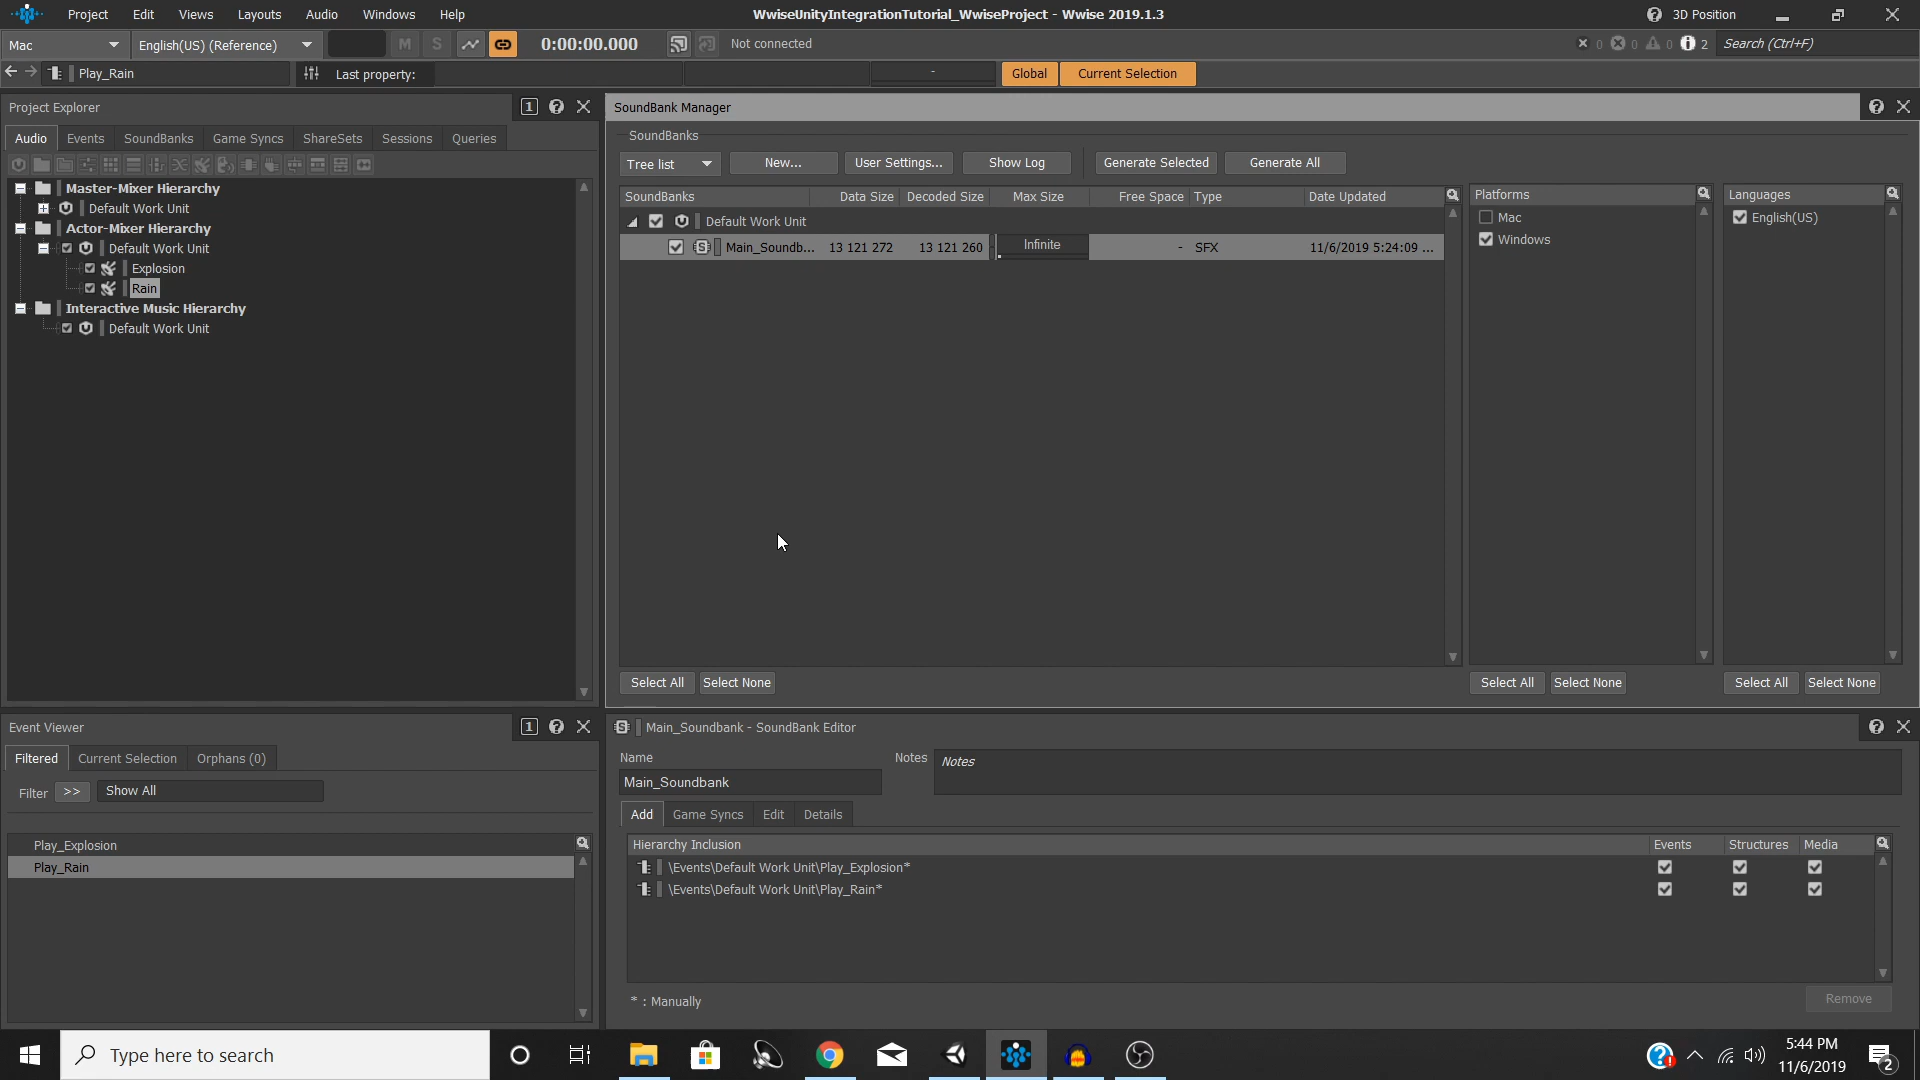 Project Edit Views Layouts Audio Windows Help WwiseUnityIntegrationTutorial_WwiseProject - Wwise 2019.1.3 3D Position
Mac English(US) (Reference) M S 0:00:00.000 Not connected 0 0 0 2 Search (Ctrl+F)
Play_Rain Last property: - Global Current Selection
Project Explorer 1
Audio Events SoundBanks Game Syncs ShareSets Sessions Queries
Master-Mixer Hierarchy
Default Work Unit
Actor-Mixer Hierarchy
Default Work Unit
Explosion
Rain
Interactive Music Hierarchy
Default Work Unit
SoundBank Manager
SoundBanks
Tree list New... User Settings... Show Log Generate Selected Generate All
SoundBanks Data Size Decoded Size Max Size Free Space Type Date Updated
Default Work Unit
Main_Soundb... 13 121 272 13 121 260 Infinite - SFX 11/6/2019 5:24:09 ...
Select All Select None
Platforms
Mac
Windows
Select All Select None
Languages
English(US)
Select All Select None
Event Viewer 1
Filtered Current Selection Orphans (0)
Filter >> Show All
Play_Explosion
Play_Rain
Main_Soundbank - SoundBank Editor
Name Notes Notes
Main_Soundbank
Add Game Syncs Edit Details
Hierarchy Inclusion Events Structures Media
\Events\Default Work Unit\Play_Explosion*
\Events\Default Work Unit\Play_Rain*
* : Manually Remove
Type here to search
5:44 PM
11/6/2019
2